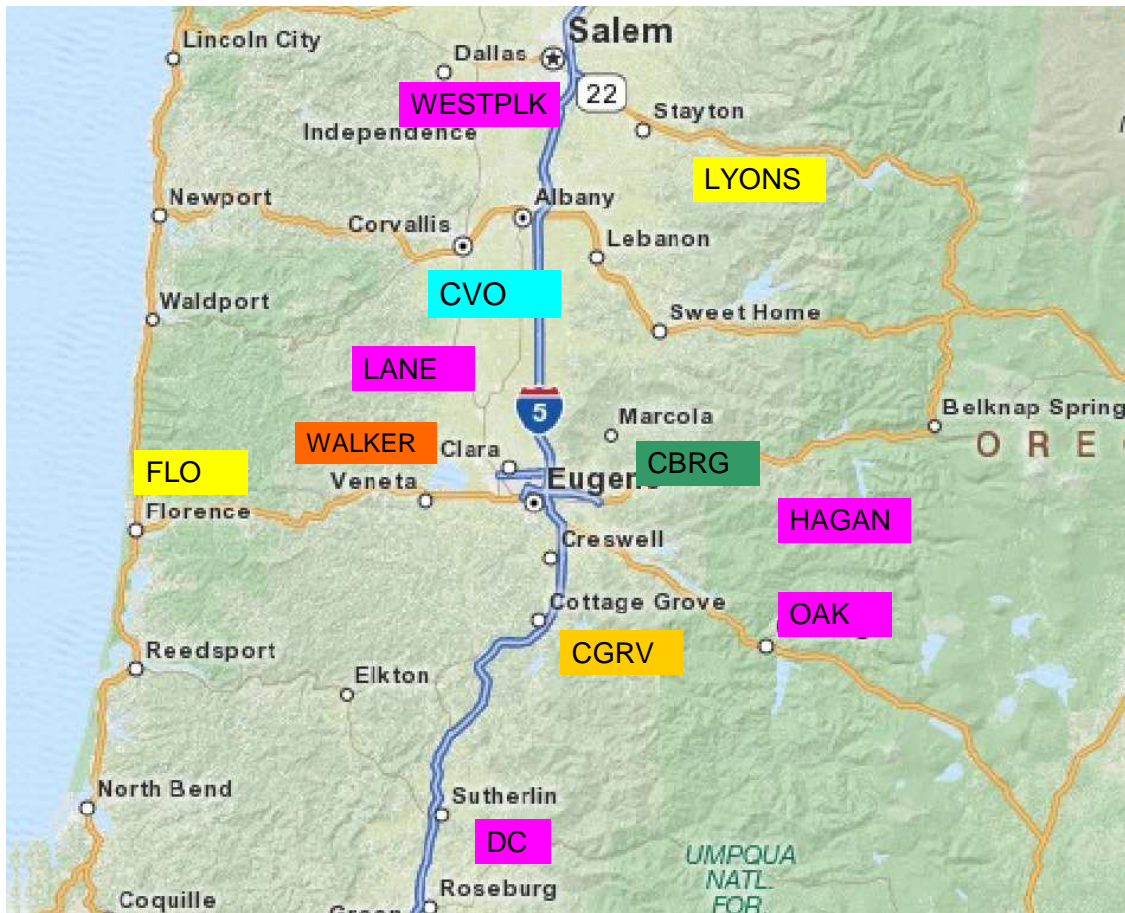 Salem
Lincoln City
Dallas
WESTPLK
22
Independence
Stayton
LYONS
Newport
Albany
Corvallis
Lebanon
CVO
Waldport
Sweet Home
LANE
5
Marcola
Belknap Spring
WALKER
Clara
CBRG
O R E
FLO
Veneta
Eugene
Florence
HAGAN
Creswell
Cottage Grove
OAK
CGRV
Reedsport
Elkton
North Bend
Sutherlin
DC
UMPQUA
NATL.
FOR
Roseburg
Coquille
Green